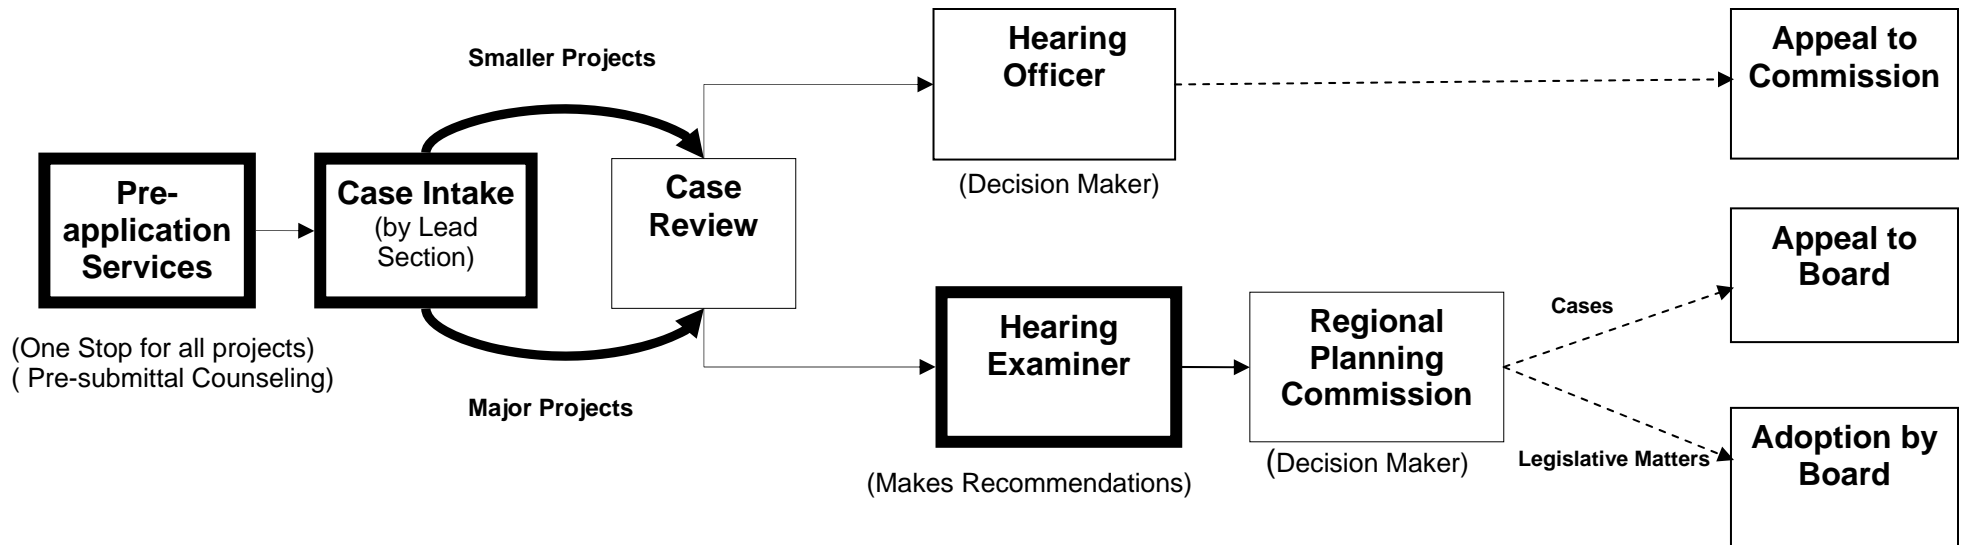 Smaller Projects
Pre-
application
Services
(One Stop for all projects)
( Pre-submittal Counseling)
Case Intake
(by Lead
Section)
Major Projects
Case
Review
Hearing
Officer
(Decision Maker)
Appeal to
Commission
Hearing
Examiner
(Makes Recommendations)
Regional
Planning
Commission
(Decision Maker)
Cases
Appeal to
Board
Legislative Matters
Adoption by
Board